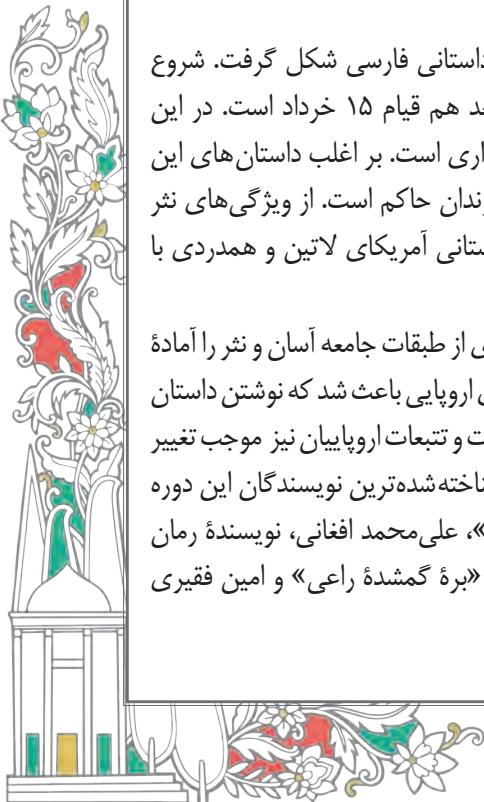 داستانی فارسی شکل گرفت. شروع
هم قیام ۱۵ خرداد است. در این
اری است. بر اغلب داستان‌های این
وندان حاکم است. از ویژگی‌های نثر
ستانی آمریکای لاتین و همدردی با
ی از طبقات جامعه آسان و نثر را آمادهٔ
اروپایی باعث شد که نوشتن داستان
ت و تتبعات اروپاییان نیز موجب تغییر
ناخته‌شده‌ترین نویسندگان این دوره
»، علی‌محمد افغانی، نویسندهٔ رمان
«برهٔ گمشدهٔ راعی» و امین فقیری